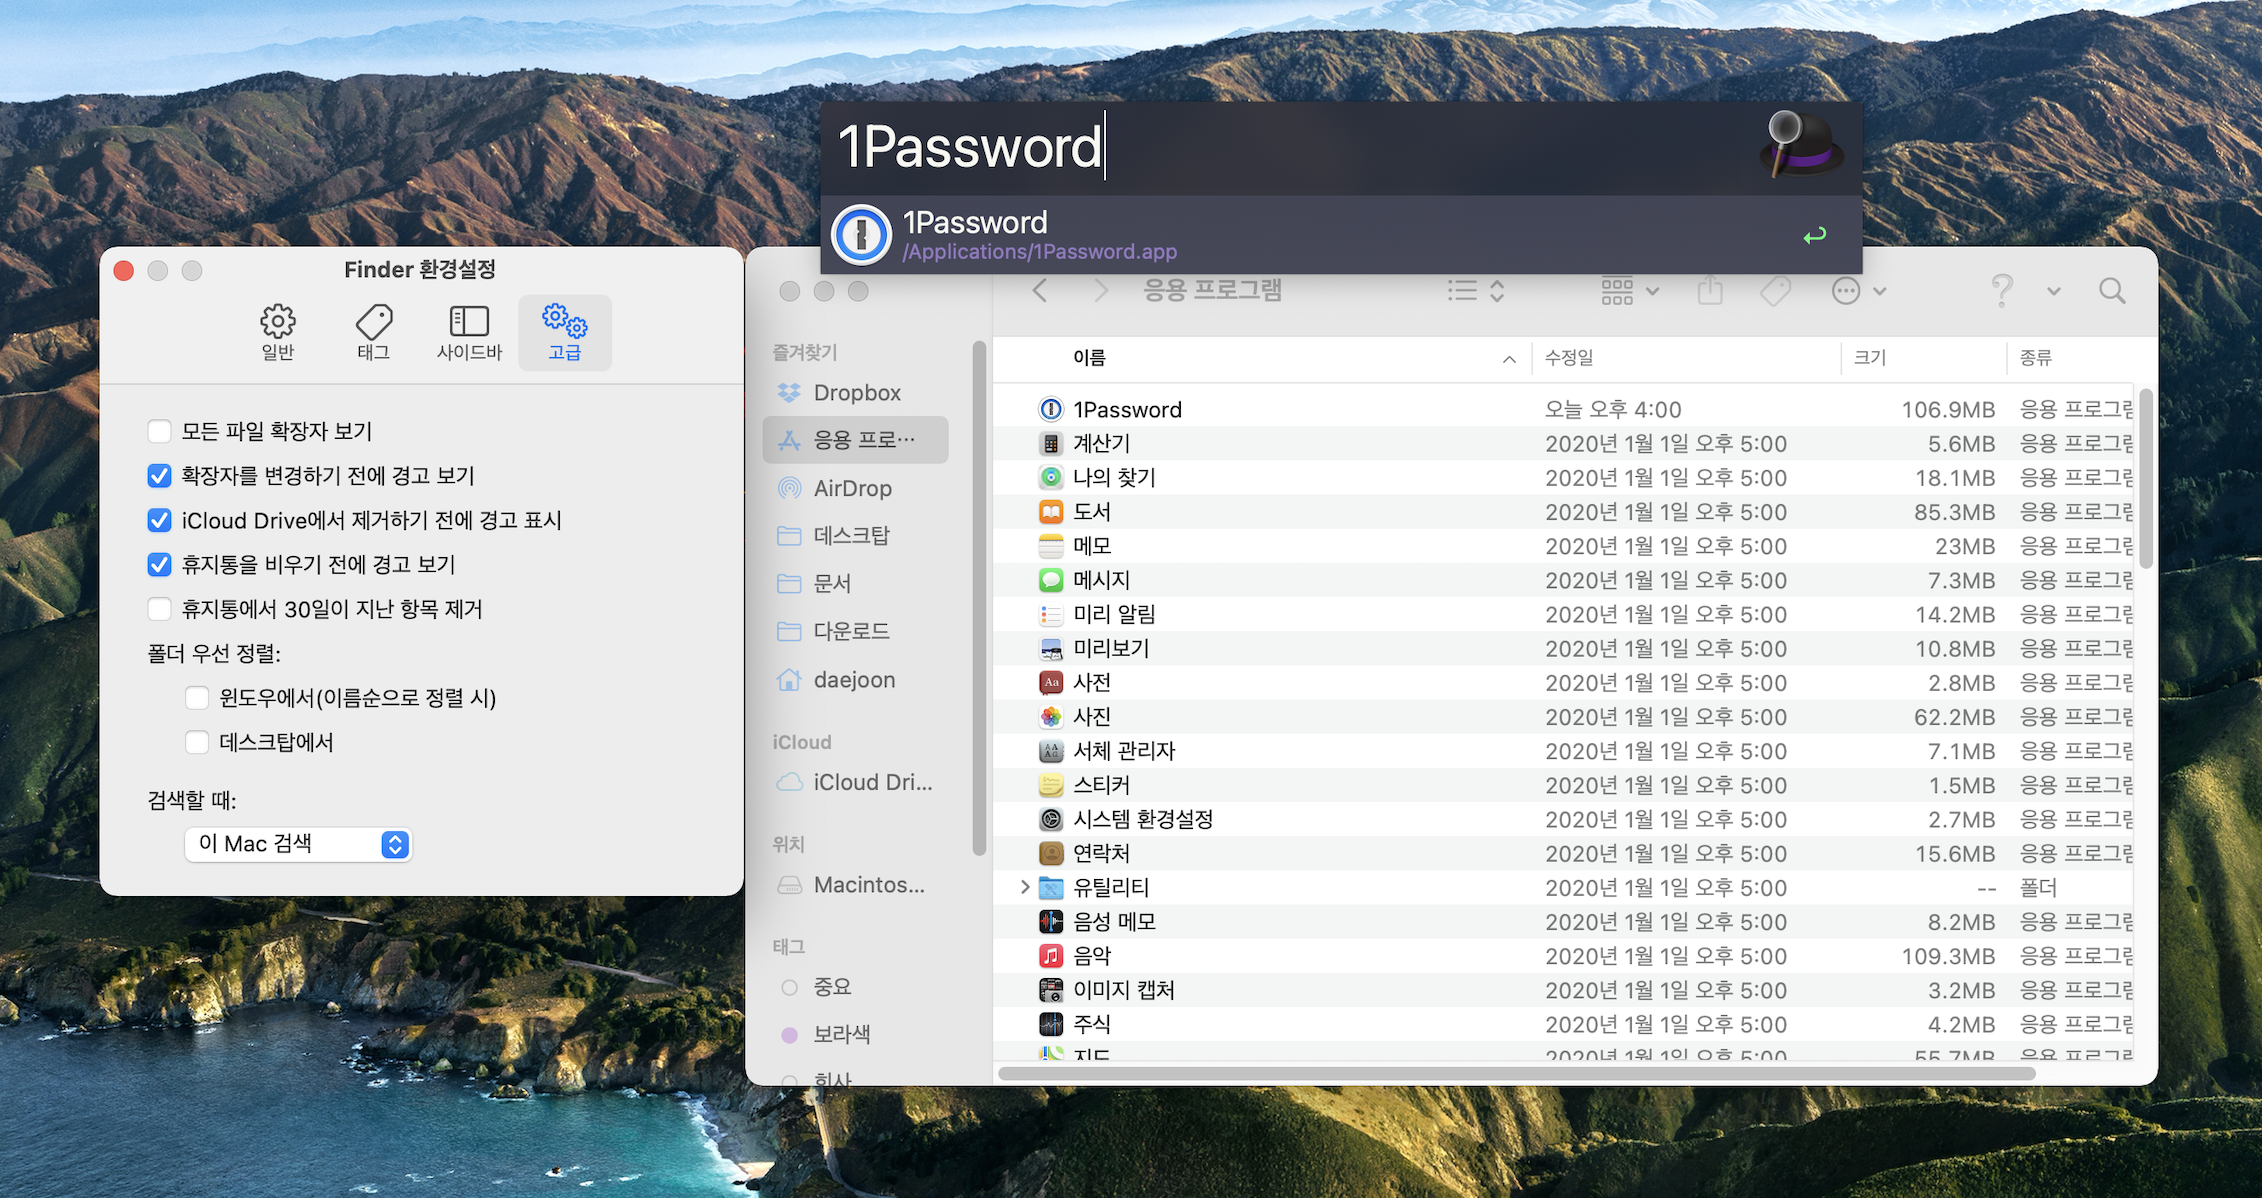 1Password
1Password
/Applications/1Password.app
Finder 환경설정
일반
태그
사이드바
고급
모든 파일 확장자 보기
확장자를 변경하기 전에 경고 보기
iCloud Drive에서 제거하기 전에 경고 표시
휴지통을 비우기 전에 경고 보기
휴지통에서 30일이 지난 항목 제거
폴더 우선 정렬:
윈도우에서(이름순으로 정렬 시)
데스크탑에서
검색할 때:
이 Mac 검색
응용 프로그램
즐겨찾기
Dropbox
응용 프로…
AirDrop
데스크탑
문서
다운로드
daejoon
iCloud
iCloud Dri…
위치
Macintos…
태그
중요
보라색
회사
이름 수정일 크기 종류
1Password 오늘 오후 4:00 106.9MB 응용 프로그램
계산기 2020년 1월 1일 오후 5:00 5.6MB 응용 프로그램
나의 찾기 2020년 1월 1일 오후 5:00 18.1MB 응용 프로그램
도서 2020년 1월 1일 오후 5:00 85.3MB 응용 프로그램
메모 2020년 1월 1일 오후 5:00 23MB 응용 프로그램
메시지 2020년 1월 1일 오후 5:00 7.3MB 응용 프로그램
미리 알림 2020년 1월 1일 오후 5:00 14.2MB 응용 프로그램
미리보기 2020년 1월 1일 오후 5:00 10.8MB 응용 프로그램
사전 2020년 1월 1일 오후 5:00 2.8MB 응용 프로그램
사진 2020년 1월 1일 오후 5:00 62.2MB 응용 프로그램
서체 관리자 2020년 1월 1일 오후 5:00 7.1MB 응용 프로그램
스티커 2020년 1월 1일 오후 5:00 1.5MB 응용 프로그램
시스템 환경설정 2020년 1월 1일 오후 5:00 2.7MB 응용 프로그램
연락처 2020년 1월 1일 오후 5:00 15.6MB 응용 프로그램
유틸리티 2020년 1월 1일 오후 5:00 -- 폴더
음성 메모 2020년 1월 1일 오후 5:00 8.2MB 응용 프로그램
음악 2020년 1월 1일 오후 5:00 109.3MB 응용 프로그램
이미지 캡처 2020년 1월 1일 오후 5:00 3.2MB 응용 프로그램
주식 2020년 1월 1일 오후 5:00 4.2MB 응용 프로그램
지도 2020년 1월 1일 오후 5:00 55.7MB 응용 프로그램